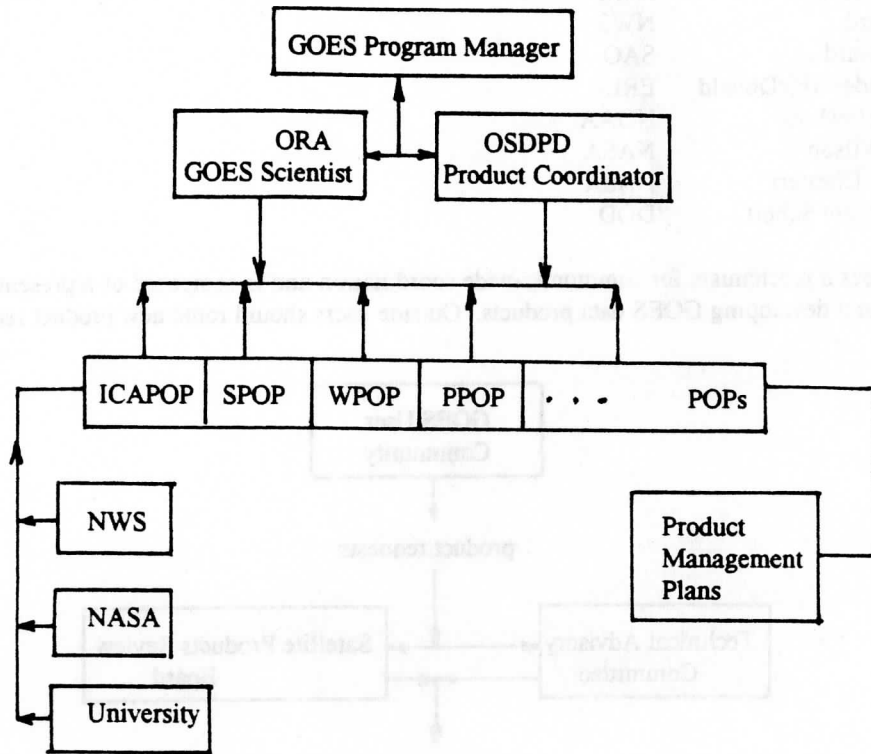 GOES Program Manager
ORA
GOES Scientist
OSDPD
Product Coordinator
ICAPOP
SPOP
WPOP
PPOP
. . -
POPs
NWS
NASA
University
Product
Management
Plans